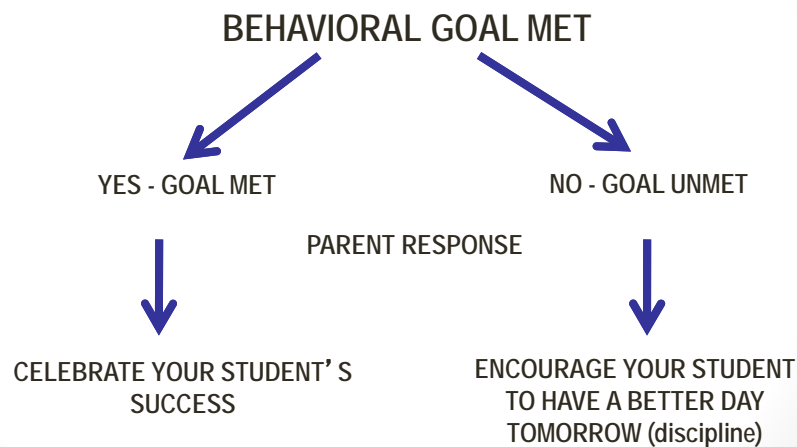 BEHAVIORAL GOAL MET
YES - GOAL MET
NO - GOAL UNMET
PARENT RESPONSE
CELEBRATE YOUR STUDENT’ S
SUCCESS
ENCOURAGE YOUR STUDENT
TO HAVE A BETTER DAY
TOMORROW (discipline)